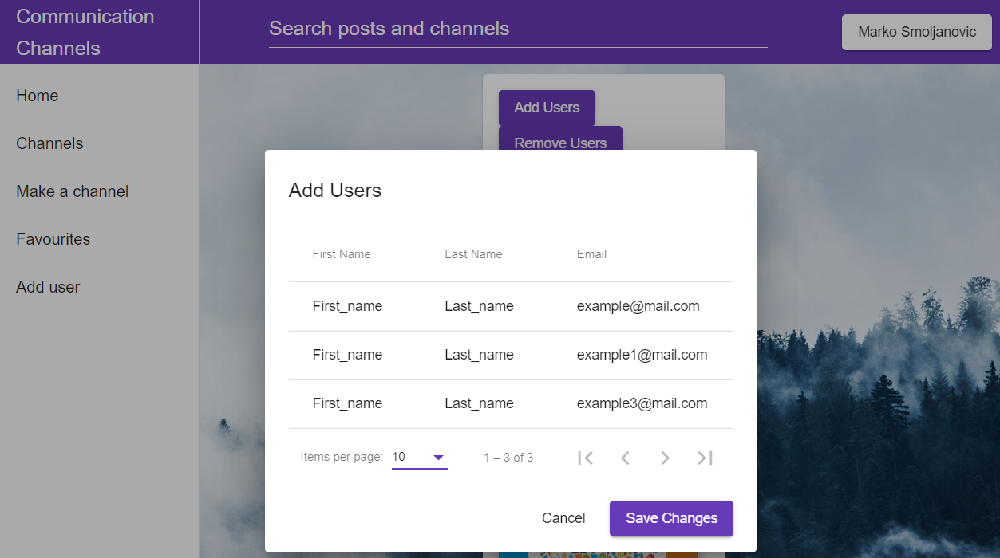 Communication
Channels
Search posts and channels
Marko Smoljanovic
Home
Channels
Make a channel
Favourites
Add user
Add Users
Remove Users
Add Users
First Name Last Name Email
First_name Last_name example@mail.com
First_name Last_name example1@mail.com
First_name Last_name example3@mail.com
Items per page: 10 1 – 3 of 3
Cancel Save Changes